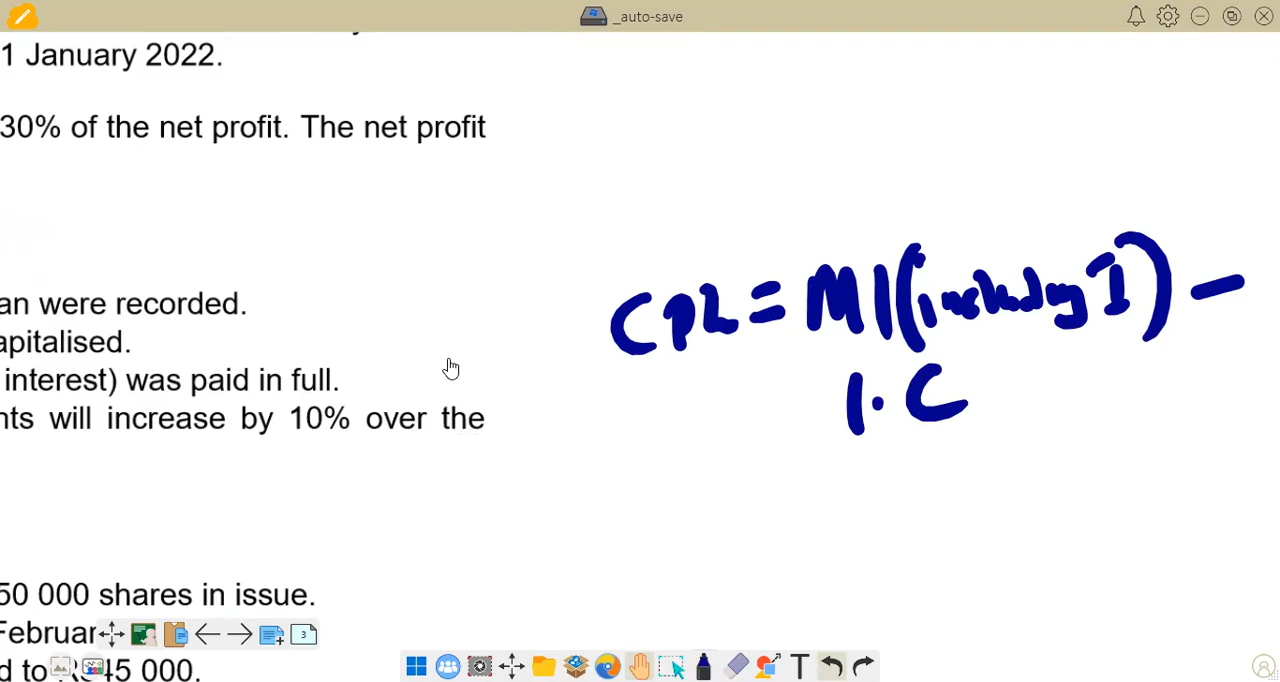 _auto-save
1 January 2022.
30% of the net profit. The net profit
CPL = MI (including I) –
I.C
an were recorded.
apitalised.
interest) was paid in full.
nts will increase by 10% over the
50 000 shares in issue.
Februar
3
d to 45 000.